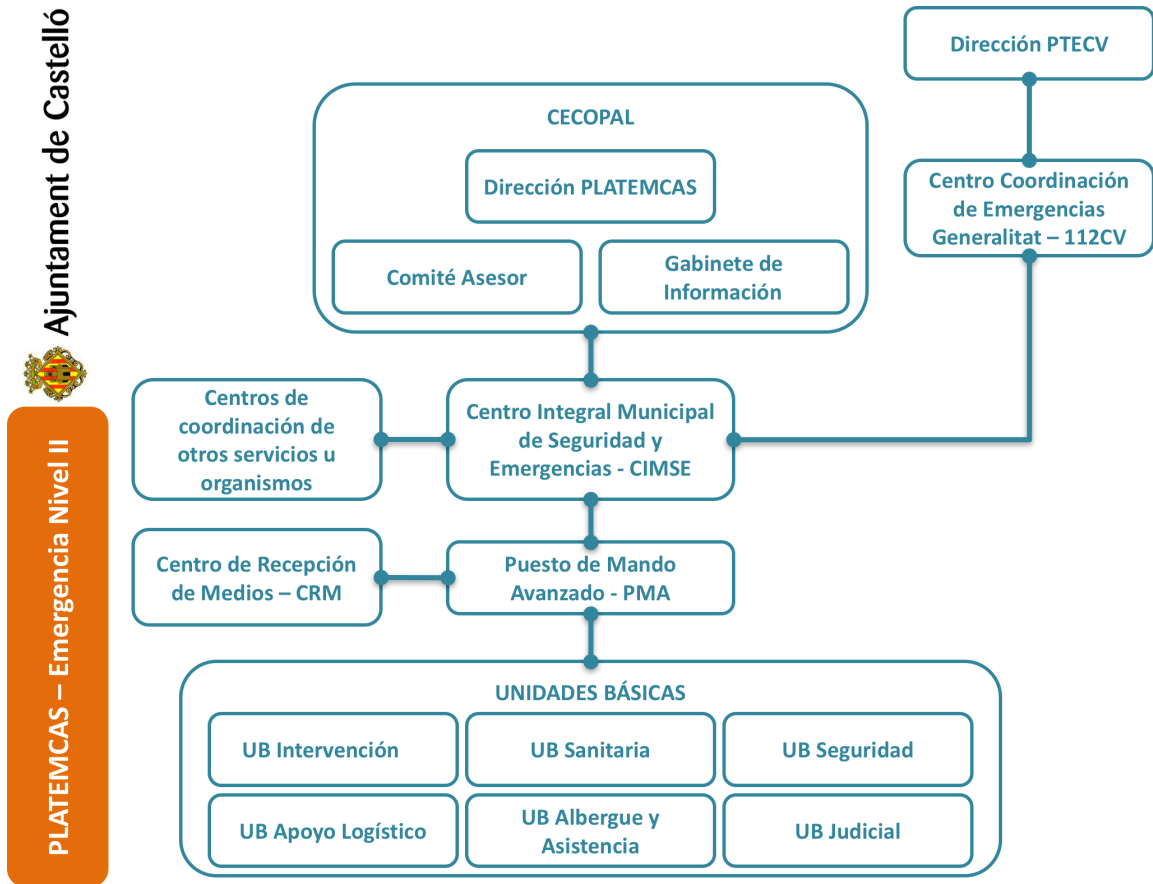 Ajuntament de Castelló
PLATEMCAS – Emergencia Nivel II
Dirección PTECV
CECOPAL
Dirección PLATEMCAS
Centro Coordinación
de Emergencias
Generalitat – 112CV
Comité Asesor
Gabinete de
Información
Centros de
coordinación de
otros servicios u
organismos
Centro Integral Municipal
de Seguridad y
Emergencias - CIMSE
Centro de Recepción
de Medios – CRM
Puesto de Mando
Avanzado - PMA
UNIDADES BÁSICAS
UB Intervención
UB Sanitaria
UB Seguridad
UB Apoyo Logístico
UB Albergue y
Asistencia
UB Judicial